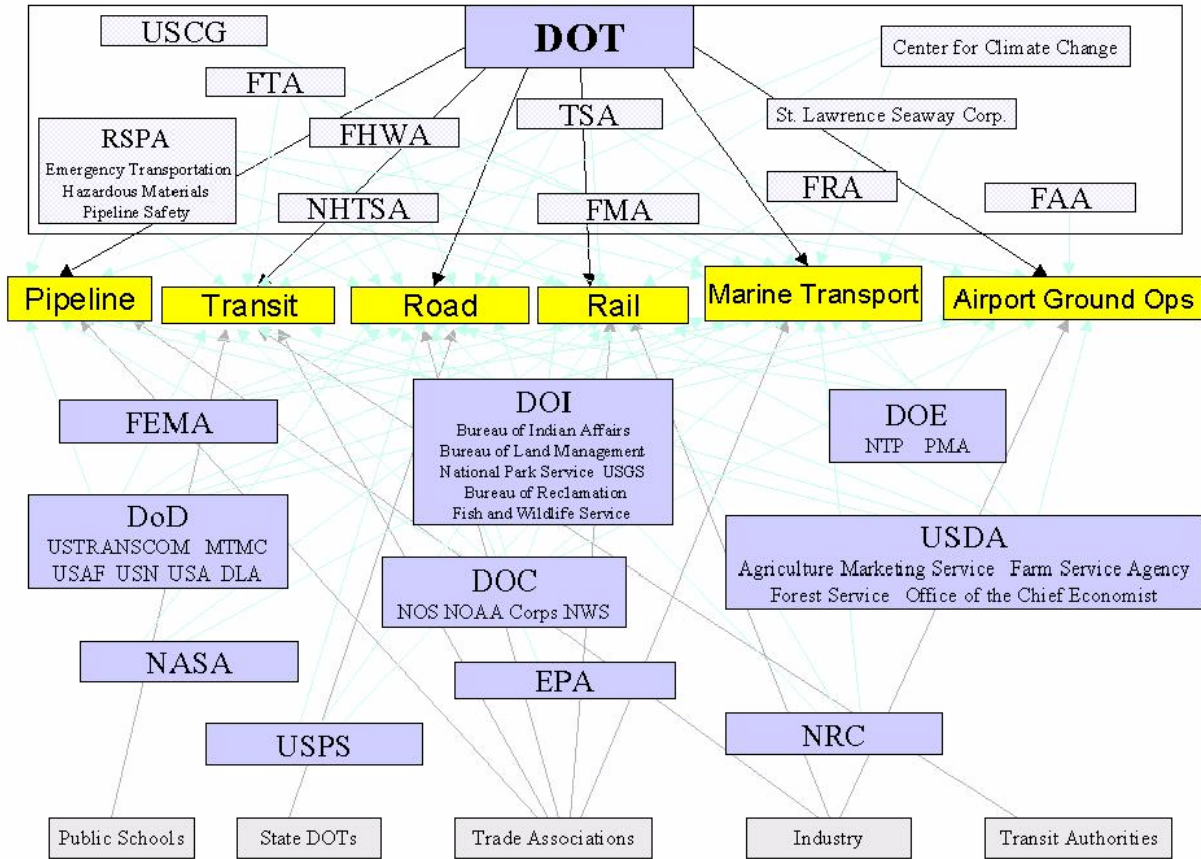 USCG
DOT
Center for Climate Change
FTA
TSA
St. Lawrence Seaway Corp.
RSPA
Emergency Transportation
Hazardous Materials
Pipeline Safety
FHWA
NHTSA
FMA
FRA
FAA
Pipeline
Transit
Road
Rail
Marine Transport
Airport Ground Ops
FEMA
DOI
Bureau of Indian Affairs
Bureau of Land Management
National Park Service USGS
Bureau of Reclamation
Fish and Wildlife Service
DOE
NTP PMA
DoD
USTRANSCOM MTMC
USAF USN USA DLA
DOC
NOS NOAA Corps NWS
USDA
Agriculture Marketing Service Farm Service Agency
Forest Service Office of the Chief Economist
NASA
EPA
USPS
NRC
Public Schools
State DOTs
Trade Associations
Industry
Transit Authorities